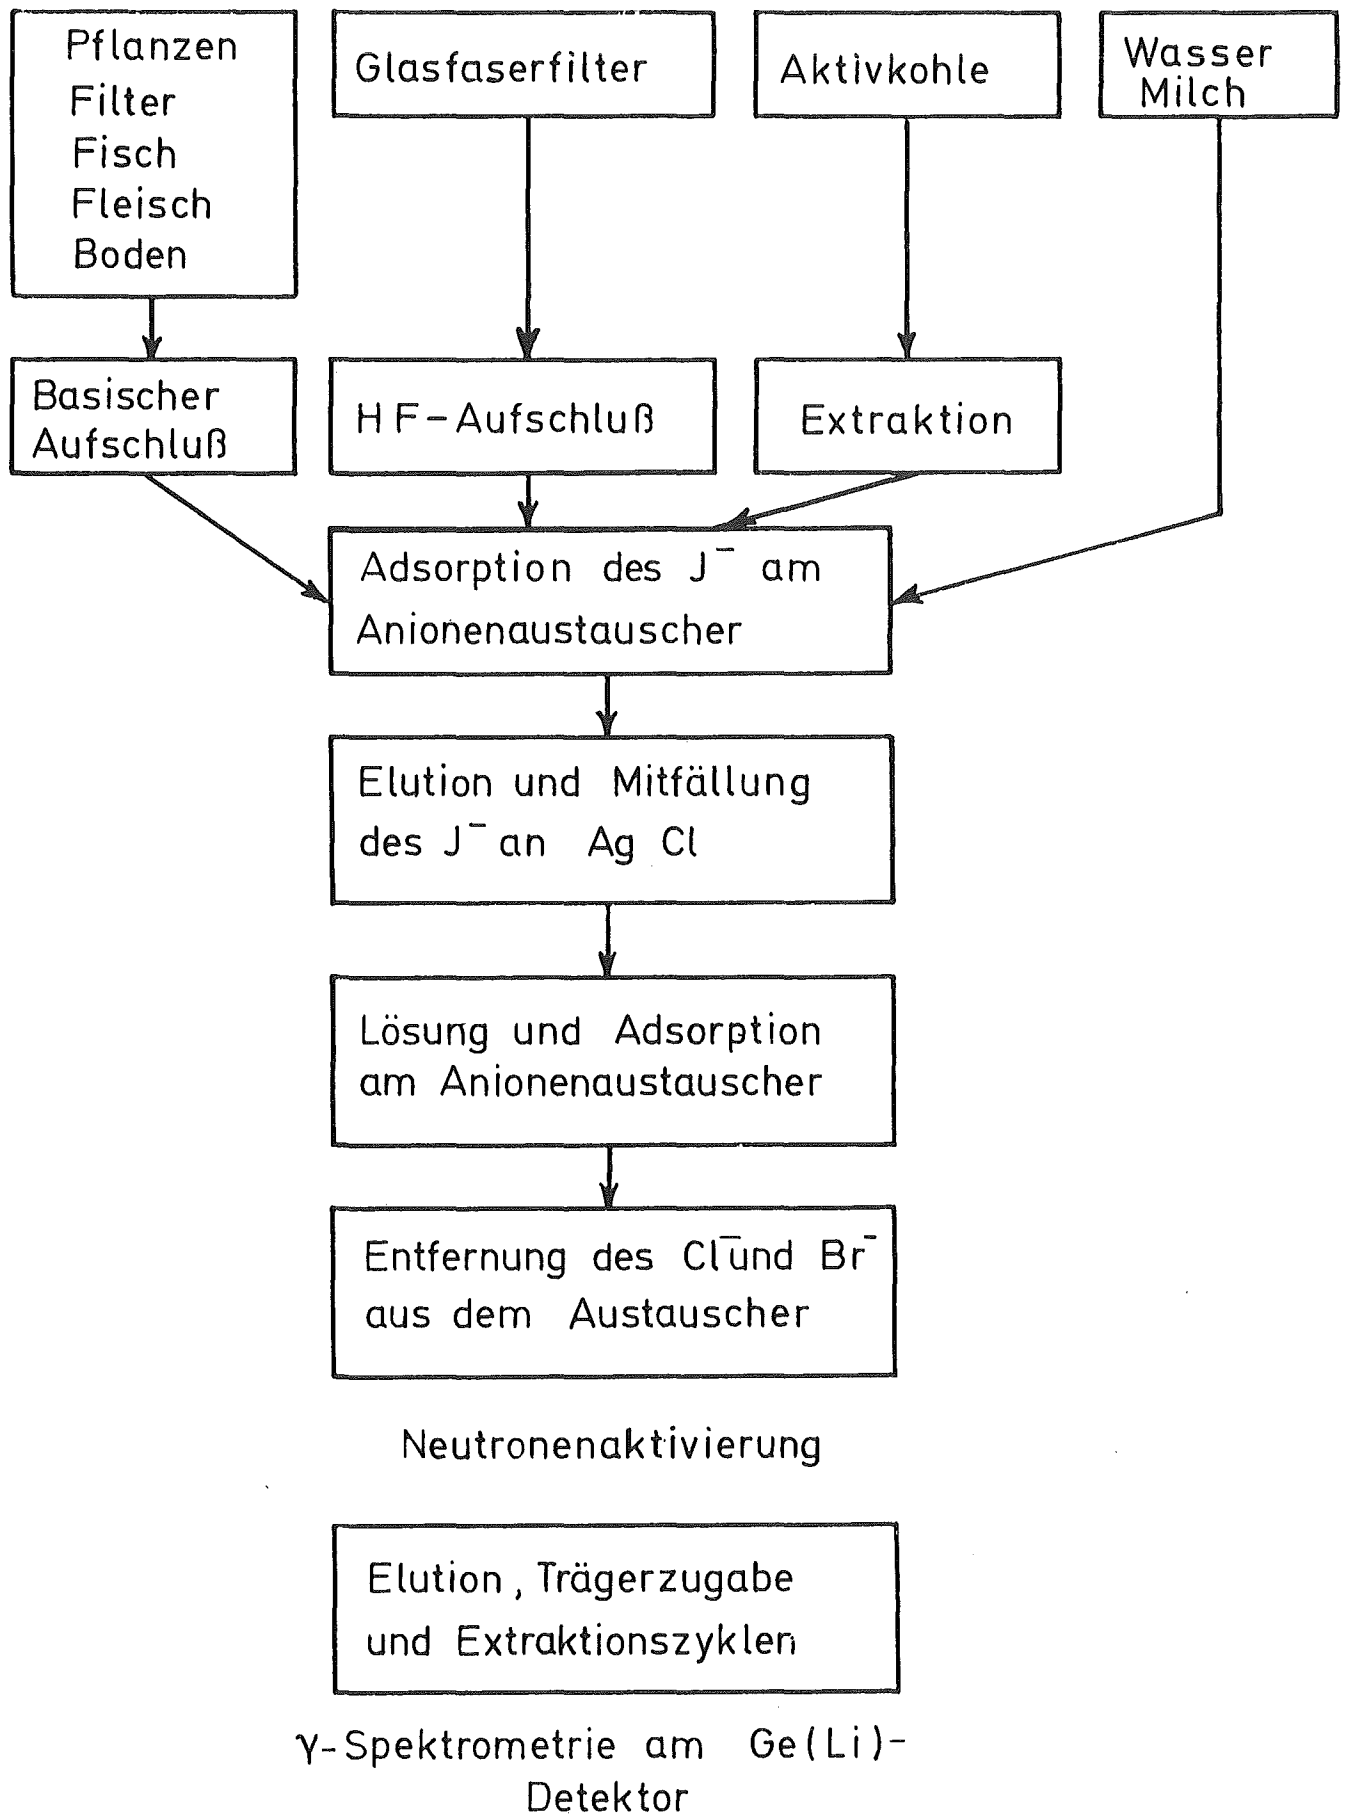 Pflanzen
Filter
Fisch
Fleisch
Boden
Glasfaserfilter
Aktivkohle
Wasser
Milch
Basischer
Aufschluß
HF-Aufschluß
Extraktion
Adsorption des J⁻ am
Anionenaustauscher
Elution und Mitfällung
des J⁻ an Ag Cl
Lösung und Adsorption
am Anionenaustauscher
Entfernung des Cl⁻und Br⁻
aus dem Austauscher
Neutronenaktivierung
Elution, Trägerzugabe
und Extraktionszyklen
γ-Spektrometrie am Ge(Li)-
Detektor